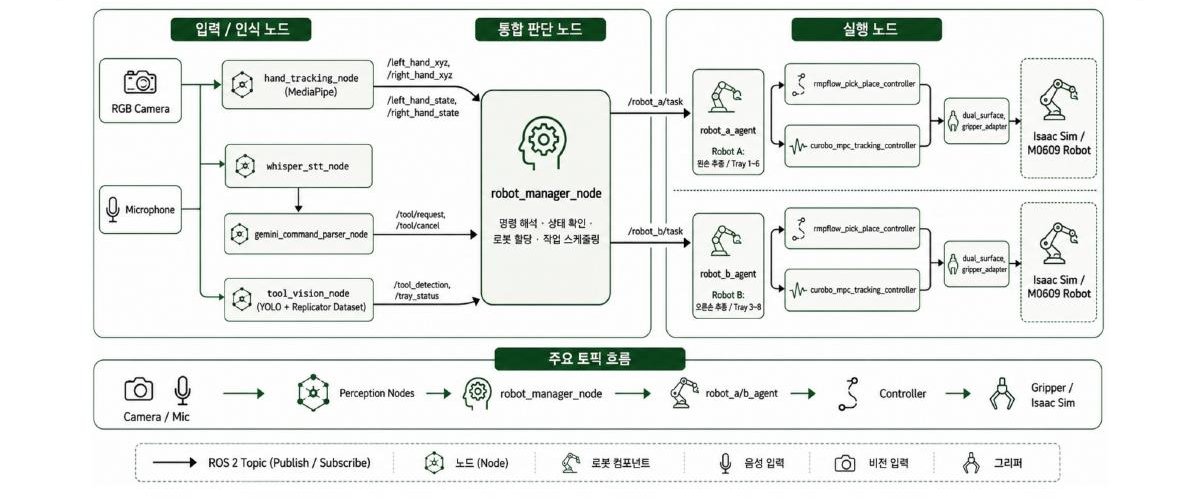 입력 / 인식 노드
통합 판단 노드
실행 노드
RGB Camera
Microphone
hand_tracking_node
(MediaPipe)
whisper_stt_node
gemini_command_parser_node
tool_vision_node
(YOLO + Replicator Dataset)
/left_hand_xyz,
/right_hand_xyz
/left_hand_state,
/right_hand_state
/tool/request,
/tool/cancel
/tool_detection,
/tray_status
robot_manager_node
명령 해석 · 상태 확인 ·
로봇 할당 · 작업 스케줄링
/robot_a/task
/robot_b/task
robot_a_agent
Robot A:
왼손 추종 / Tray 1~6
rmpflow_pick_place_controller
curobo_mpc_tracking_controller
dual_surface,
gripper_adapter
Isaac Sim /
M0609 Robot
robot_b_agent
Robot B:
오른손 추종 / Tray 3~8
rmpflow_pick_place_controller
curobo_mpc_tracking_controller
dual_surface,
gripper_adapter
Isaac Sim /
M0609 Robot
주요 토픽 흐름
Camera / Mic
Perception Nodes
robot_manager_node
robot_a/b_agent
Controller
Gripper /
Isaac Sim
ROS 2 Topic (Publish / Subscribe)
노드 (Node)
로봇 컴포넌트
음성 입력
비전 입력
그리퍼